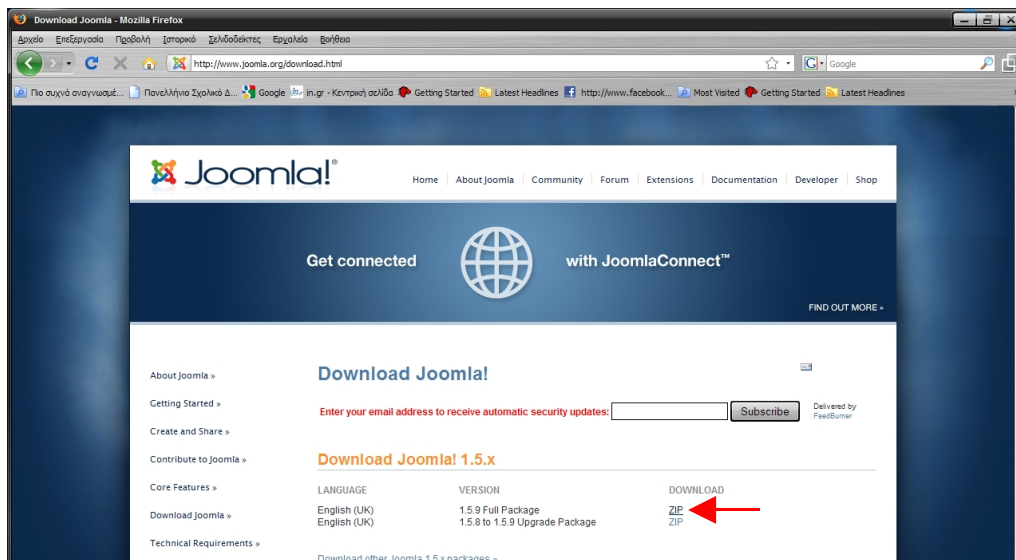 Download Joomla - Mozilla Firefox
Αρχείο Επεξεργασία Προβολή Ιστορικό Σελιδοδείκτες Εργαλεία Βοήθεια
http://www.joomla.org/download.html Google
Πιο συχνά αναγνωσμέ... Πανελλήνιο Σχολικό Δ... Google in.gr - Κεντρική σελίδα Getting Started Latest Headlines http://www.facebook... Most Visited Getting Started Latest Headlines
Joomla!®
Home About Joomla Community Forum Extensions Documentation Developer Shop
Get connected with JoomlaConnect™
FIND OUT MORE »
About Joomla »
Getting Started »
Create and Share »
Contribute to Joomla »
Core Features »
Download Joomla »
Technical Requirements »
Download Joomla!
Enter your email address to receive automatic security updates: Subscribe Delivered by
FeedBurner
Download Joomla! 1.5.x
LANGUAGE VERSION DOWNLOAD
English (UK) 1.5.9 Full Package ZIP
English (UK) 1.5.8 to 1.5.9 Upgrade Package ZIP
Download other Joomla 1.5.x packages »